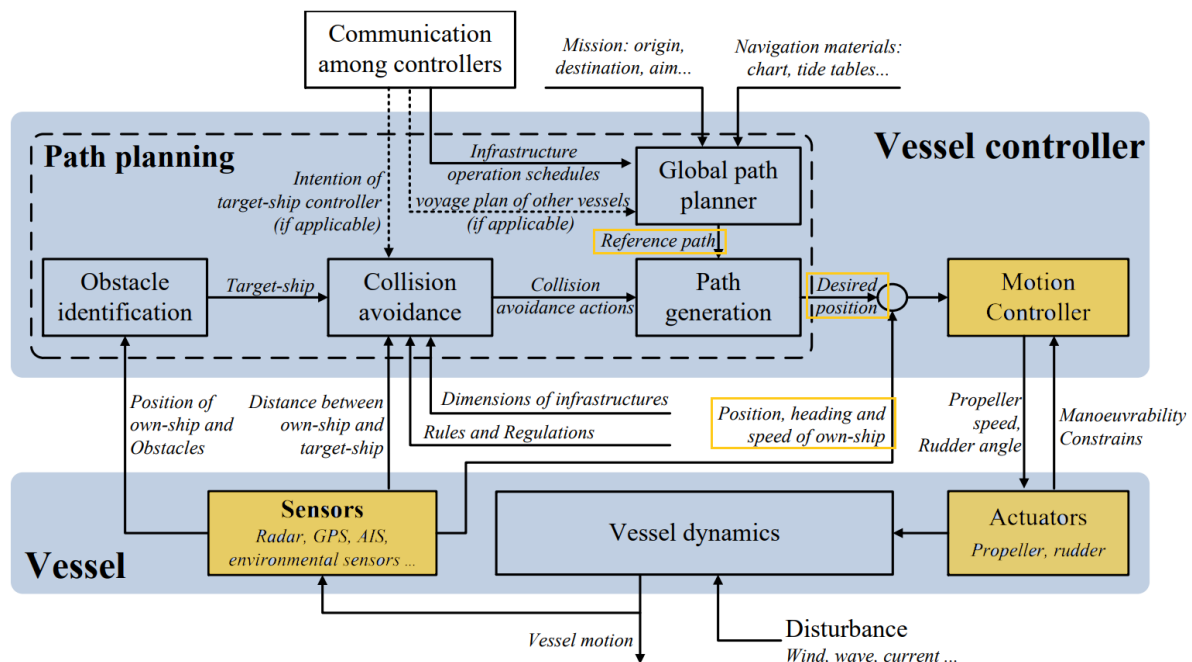 Communication
among controllers
Mission: origin,
destination, aim...
Navigation materials:
chart, tide tables...
Path planning
Vessel controller
Infrastructure
operation schedules
Global path
planner
Intention of
target-ship controller
(if applicable)
voyage plan of other vessels
(if applicable)
Reference path
Obstacle
identification
Target-ship
Collision
avoidance
Collision
avoidance actions
Path
generation
Desired
position
Motion
Controller
Position of
own-ship and
Obstacles
Distance between
own-ship and
target-ship
Dimensions of infrastructures
Rules and Regulations
Position, heading and
speed of own-ship
Propeller
speed,
Rudder angle
Manoeuvrability
Constrains
Sensors
Radar, GPS, AIS,
environmental sensors ...
Vessel dynamics
Actuators
Propeller, rudder
Vessel
Vessel motion
Disturbance
Wind, wave, current ...